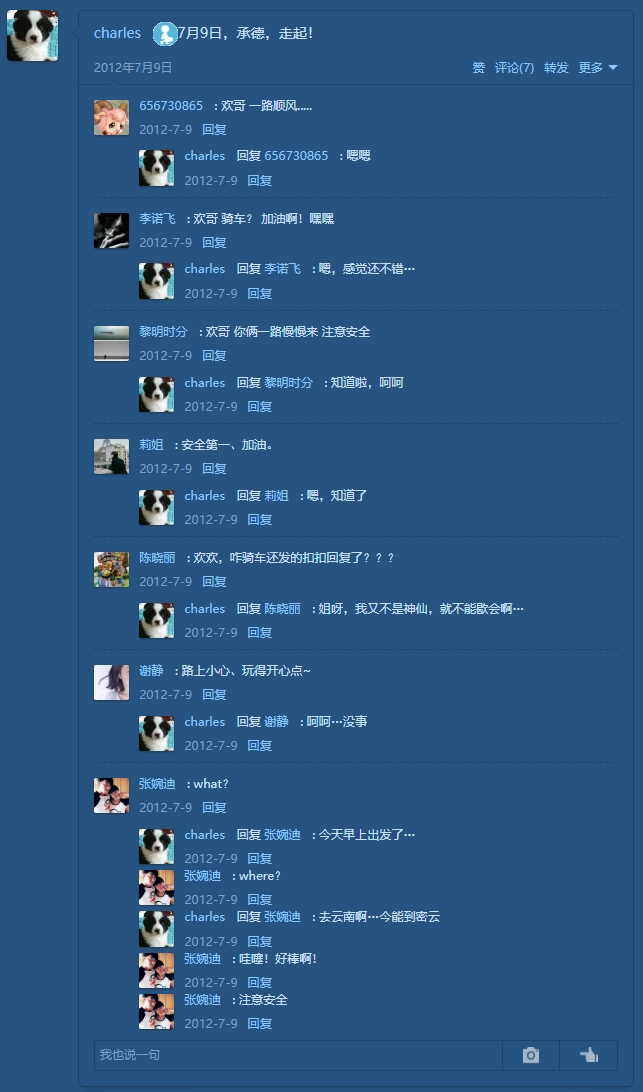 charles 7月9日，承德，走起！
2012年7月9日 赞 评论(7) 转发 更多
656730865 : 欢哥 一路顺风.....
2012-7-9 回复
charles 回复 656730865 : 嗯嗯
2012-7-9 回复
李诺飞 : 欢哥 骑车？ 加油啊！嘿嘿
2012-7-9 回复
charles 回复 李诺飞 : 嗯，感觉还不错…
2012-7-9 回复
黎明时分 : 欢哥 你俩一路慢慢来 注意安全
2012-7-9 回复
charles 回复 黎明时分 : 知道啦，呵呵
2012-7-9 回复
莉姐 : 安全第一、加油。
2012-7-9 回复
charles 回复 莉姐 : 嗯，知道了
2012-7-9 回复
陈晓丽 : 欢欢，咋骑车还发的扣扣回复了？？？
2012-7-9 回复
charles 回复 陈晓丽 : 姐呀，我又不是神仙，就不能歇会啊…
2012-7-9 回复
谢静 : 路上小心、玩得开心点~
2012-7-9 回复
charles 回复 谢静 : 呵呵…没事
2012-7-9 回复
张婉迪 : what？
2012-7-9 回复
charles 回复 张婉迪 : 今天早上出发了…
2012-7-9 回复
张婉迪 : where？
2012-7-9 回复
charles 回复 张婉迪 : 去云南啊…今能到密云
2012-7-9 回复
张婉迪 : 哇噻！好棒啊！
2012-7-9 回复
张婉迪 : 注意安全
2012-7-9 回复
我也说一句